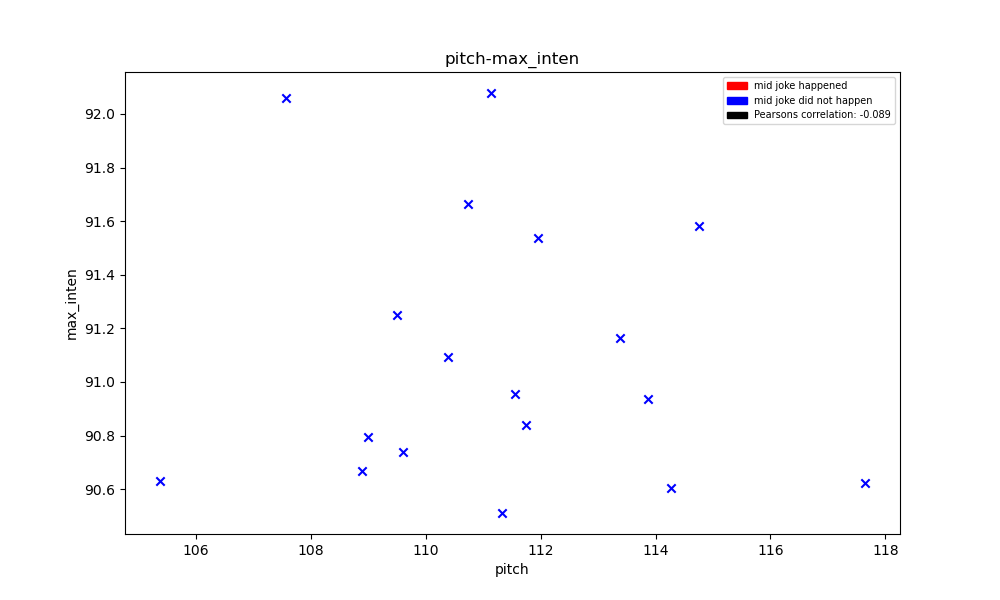 pitch-max_inten
mid joke happened
mid joke did not happen
Pearsons correlation: -0.089
92.0
91.8
91.6
91.4
91.2
91.0
90.8
90.6
max_inten
106 108 110 112 114 116 118
pitch